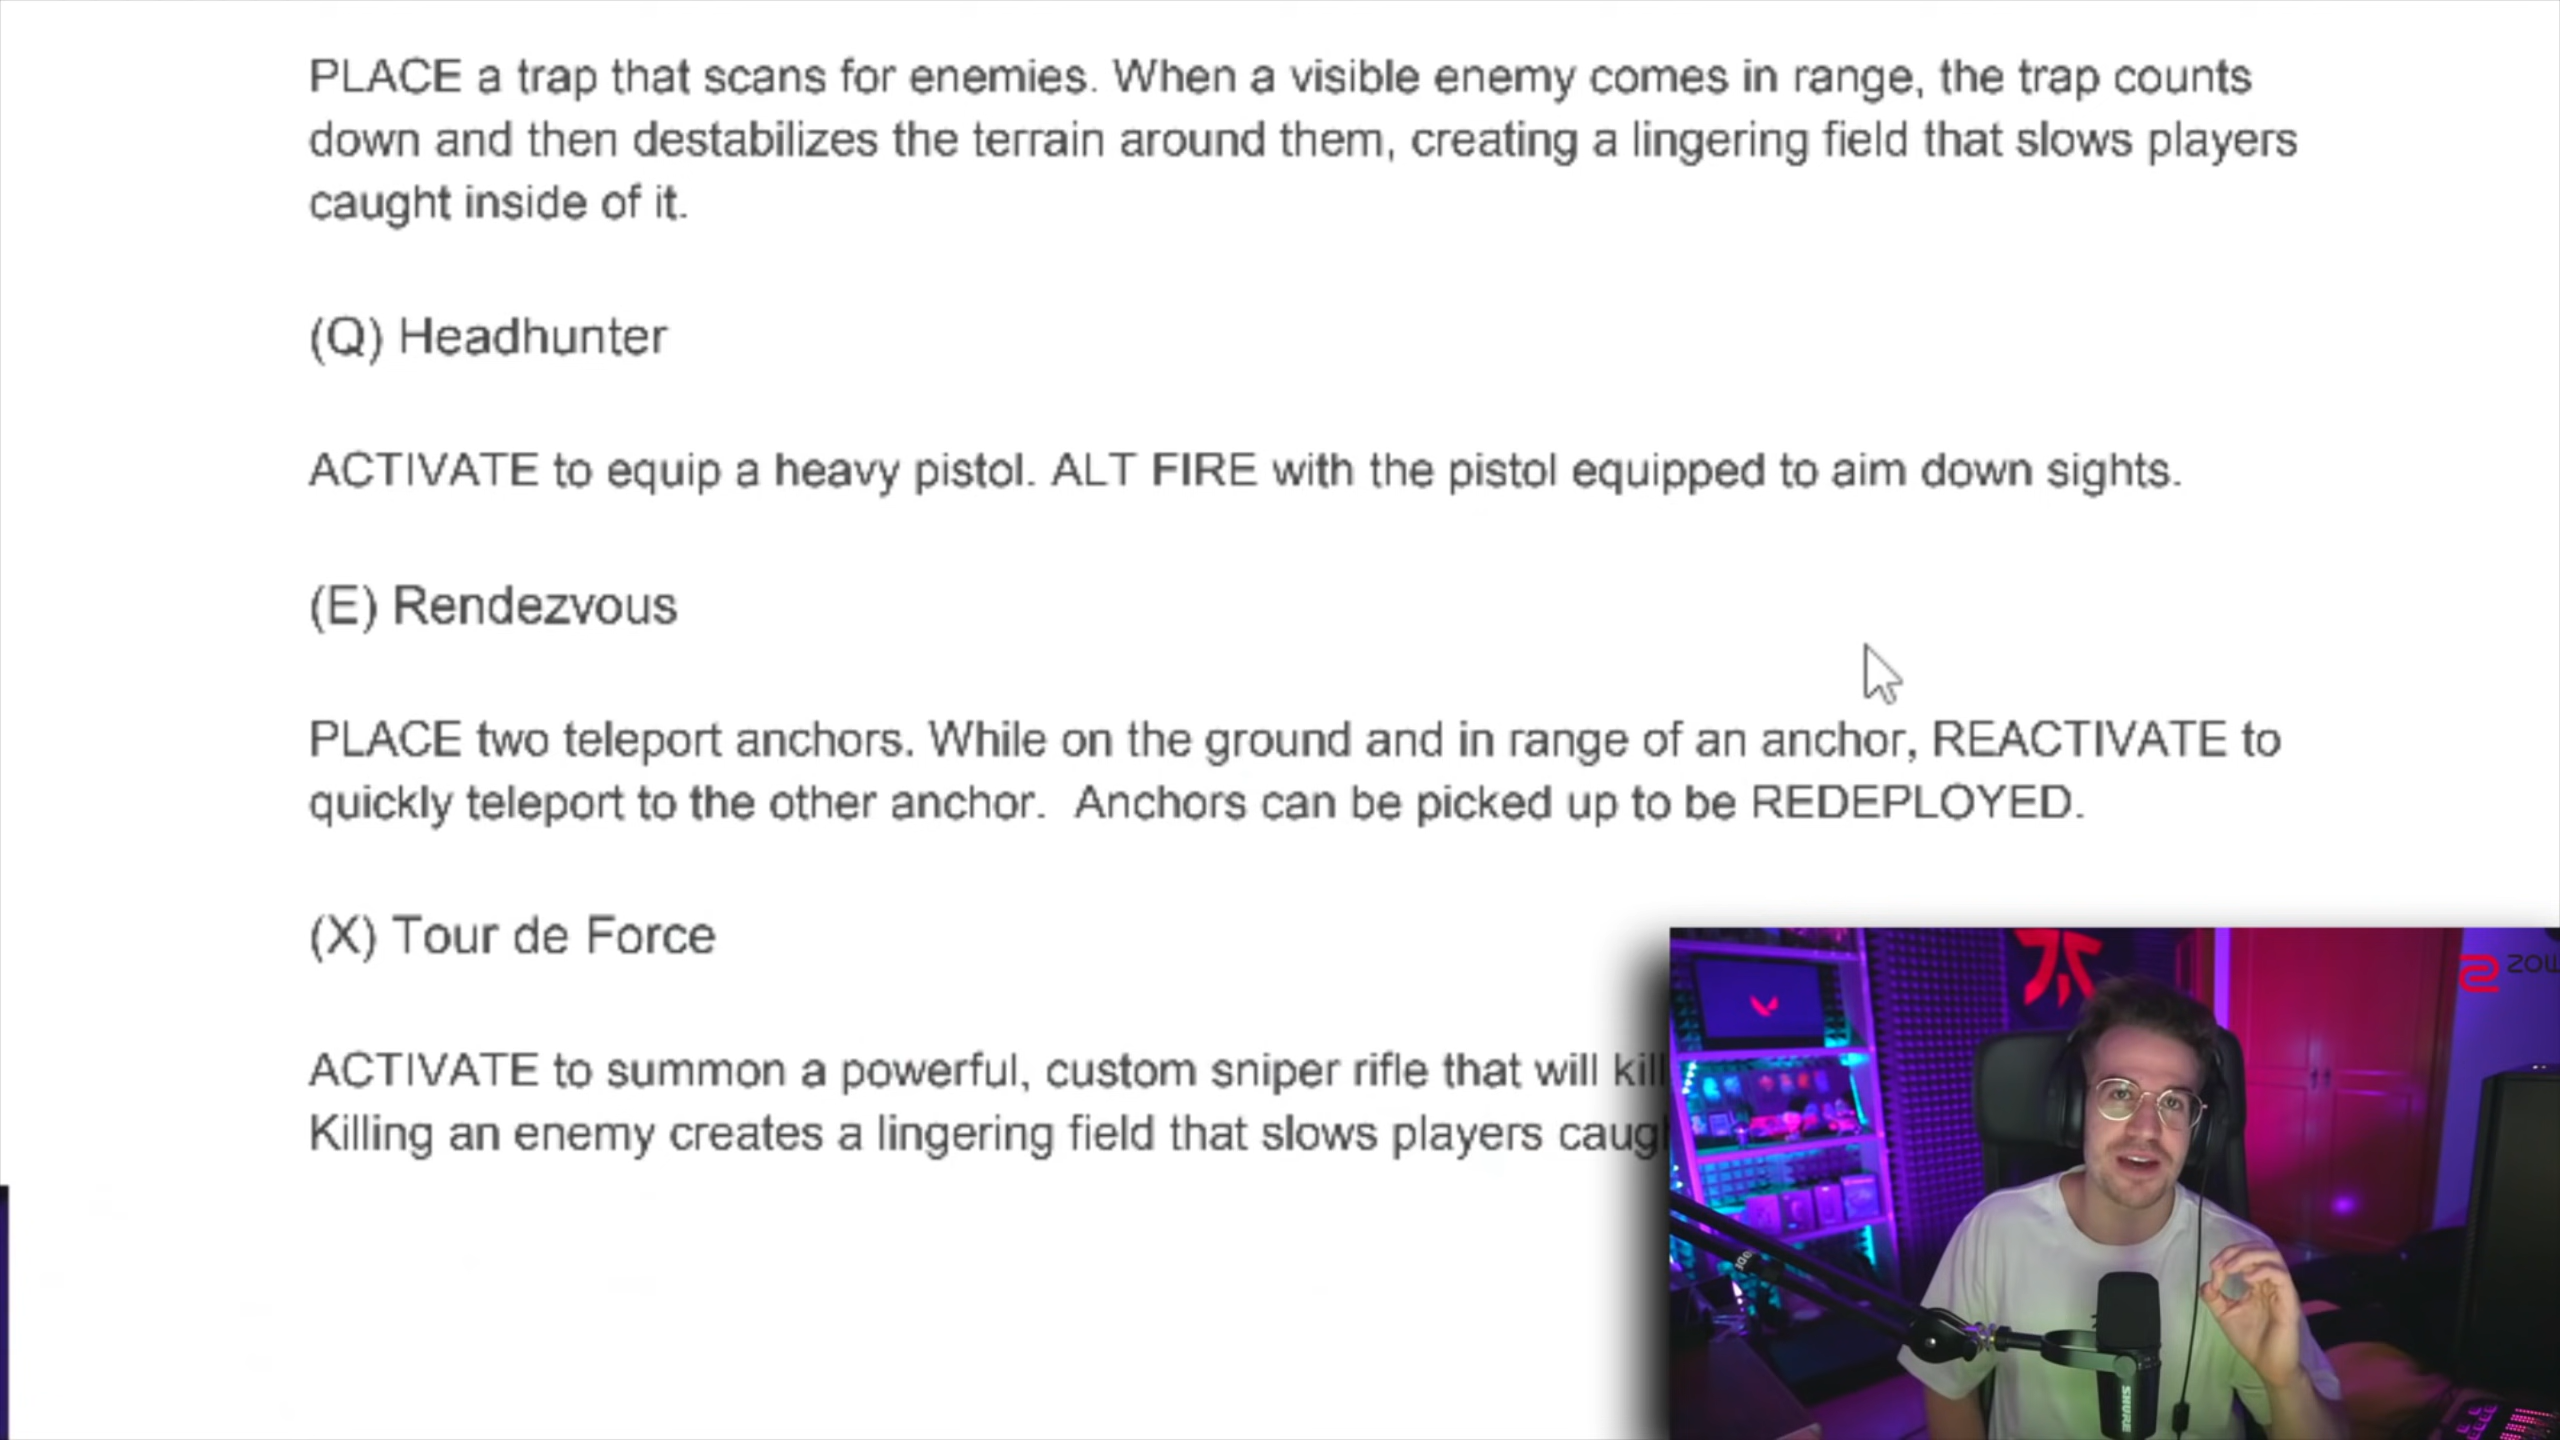 PLACE a trap that scans for enemies. When a visible enemy comes in range, the trap counts
down and then destabilizes the terrain around them, creating a lingering field that slows players
caught inside of it.
(Q) Headhunter
ACTIVATE to equip a heavy pistol. ALT FIRE with the pistol equipped to aim down sights.
(E) Rendezvous
PLACE two teleport anchors. While on the ground and in range of an anchor, REACTIVATE to
quickly teleport to the other anchor.  Anchors can be picked up to be REDEPLOYED.
(X) Tour de Force
ACTIVATE to summon a powerful, custom sniper rifle that will kill
Killing an enemy creates a lingering field that slows players
SHURE